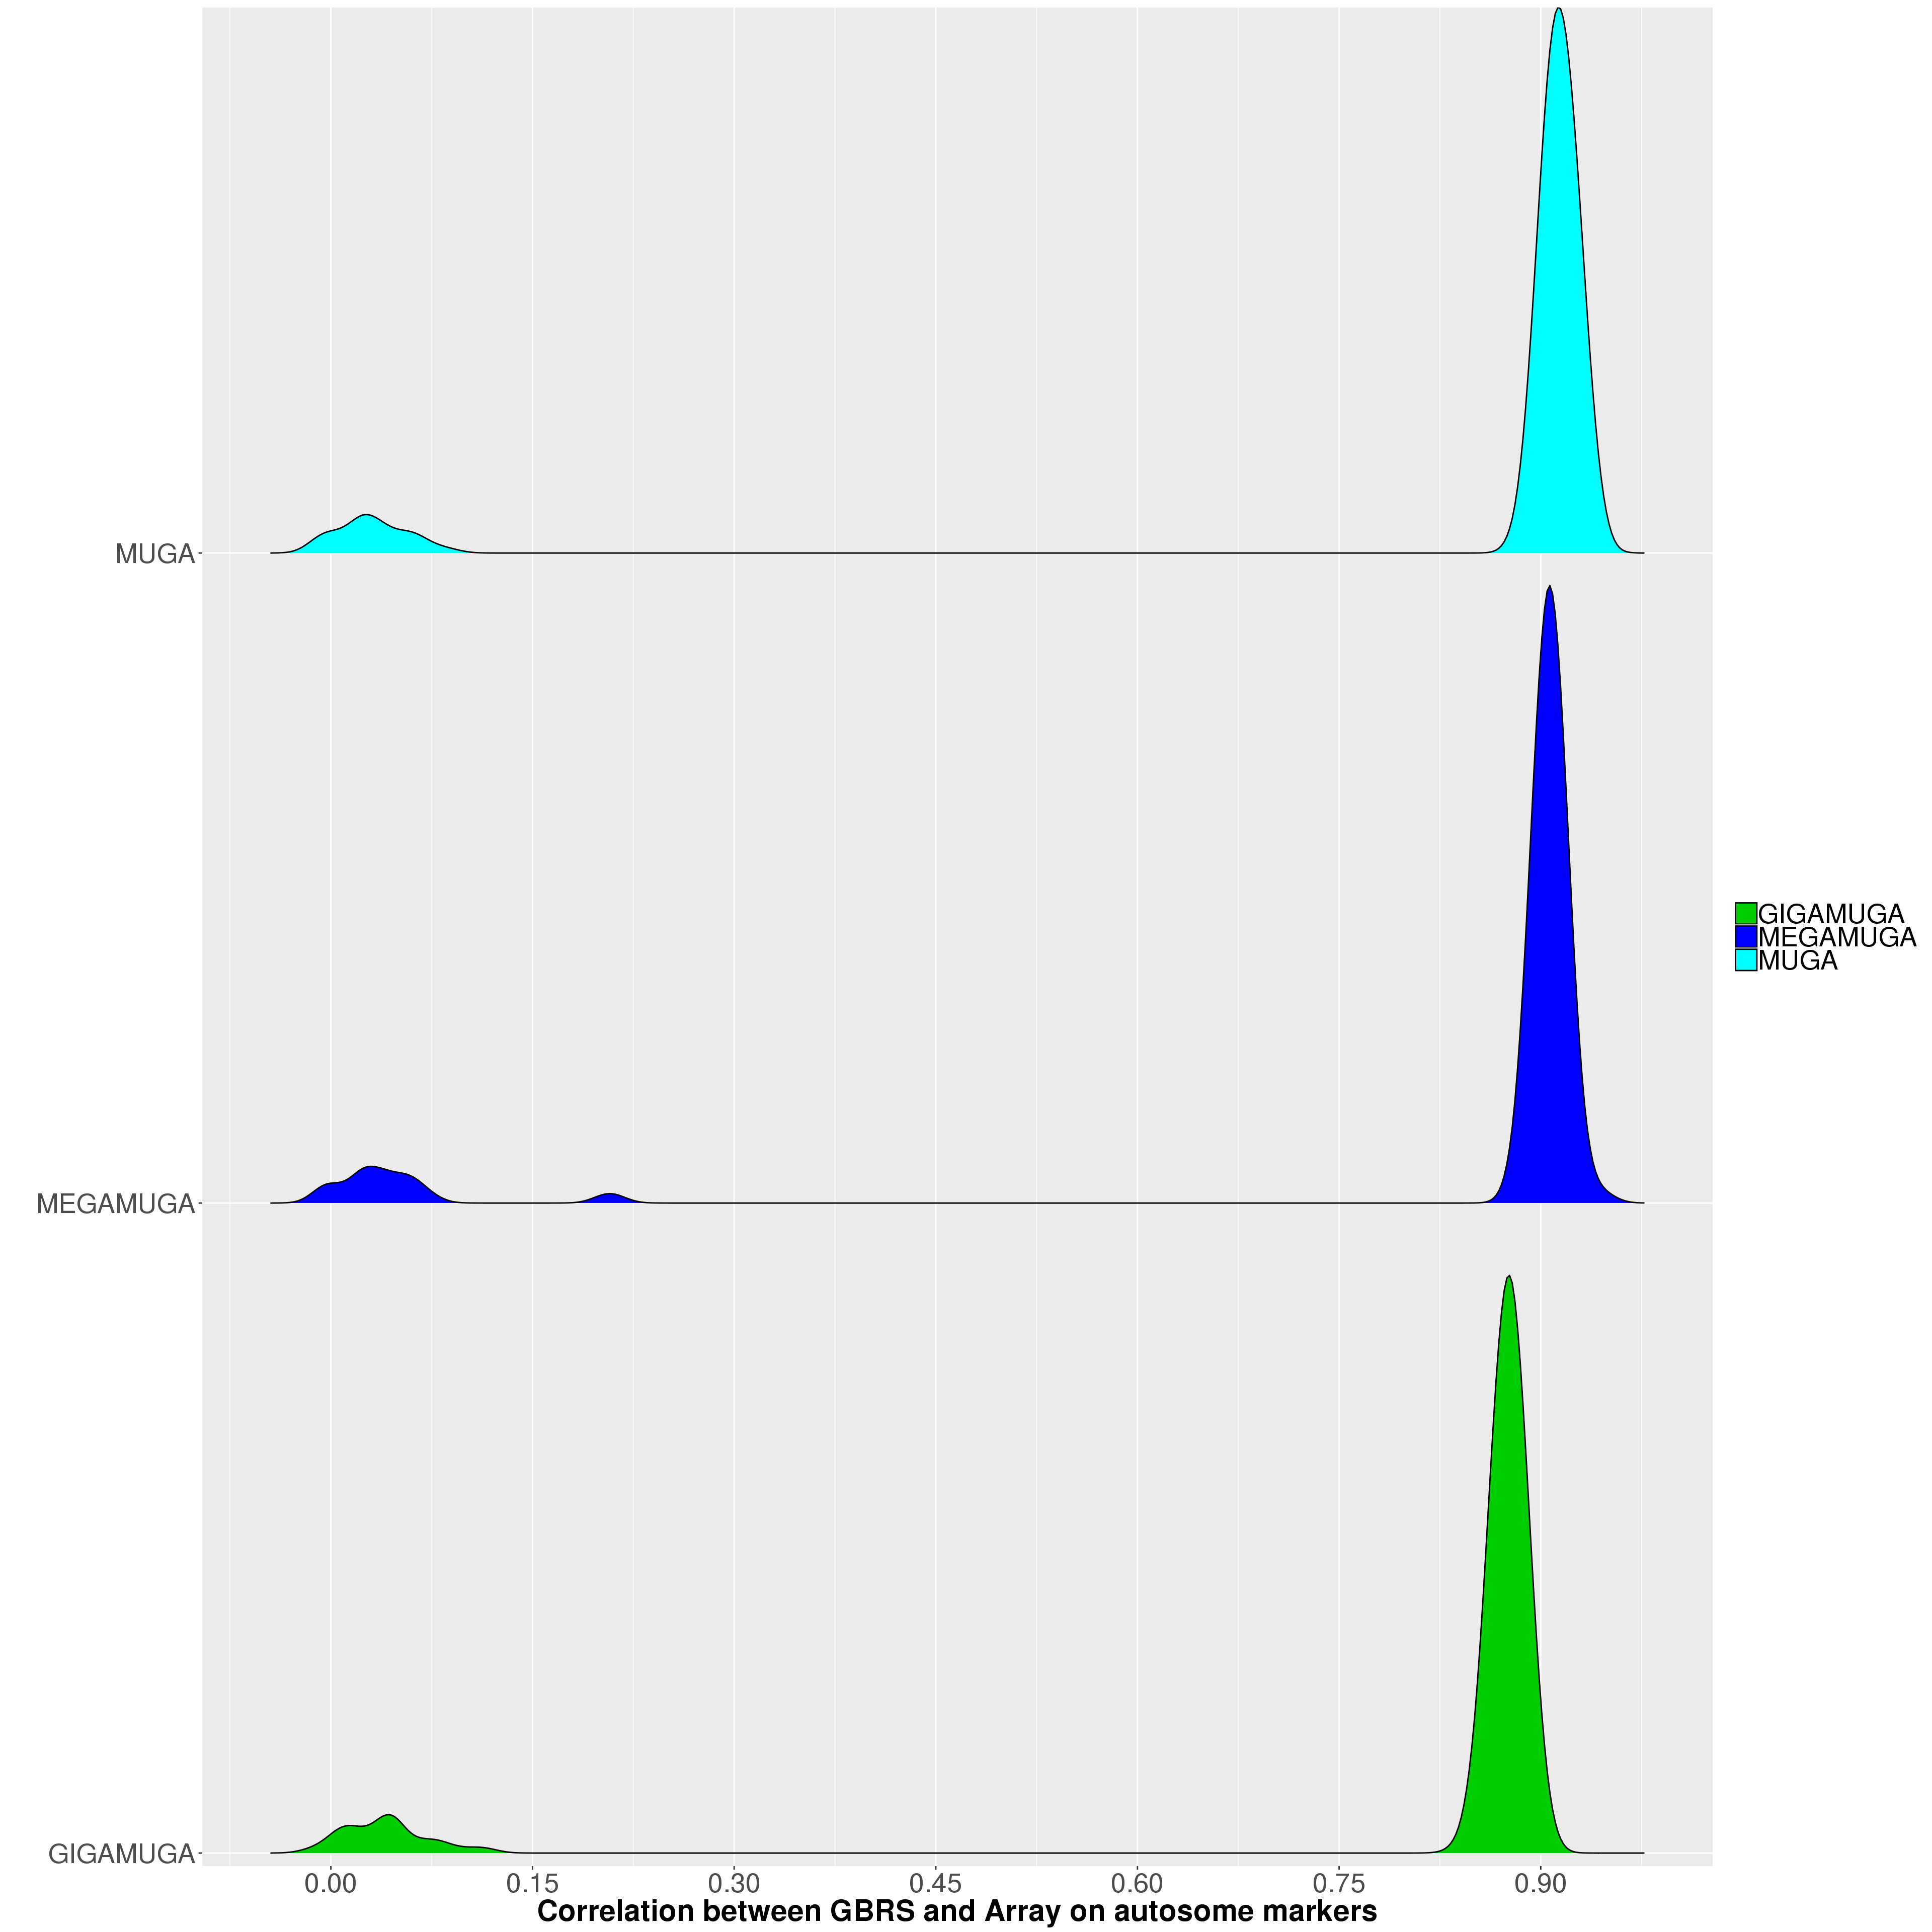 MUGA
MEGAMUGA
GIGAMUGA
0.00 0.15 0.30 0.45 0.60 0.75 0.90
Correlation between GBRS and Array on autosome markers
GIGAMUGA
MEGAMUGA
MUGA